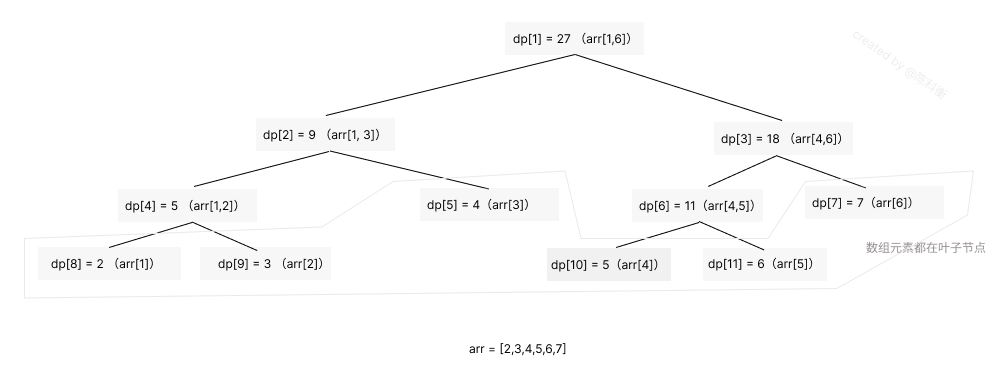 dp[1] = 27 （arr[1,6]）
created by @陈科衡
dp[2] = 9 （arr[1, 3]）
dp[3] = 18 （arr[4,6]）
dp[4] = 5 （arr[1,2]）
dp[5] = 4（arr[3]）
dp[6] = 11（arr[4,5]）
dp[7] = 7（arr[6]）
数组元素都在叶子节点
dp[8] = 2 （arr[1]）
dp[9] = 3 （arr[2]）
dp[10] = 5（arr[4]）
dp[11] = 6（arr[5]）
arr = [2,3,4,5,6,7]